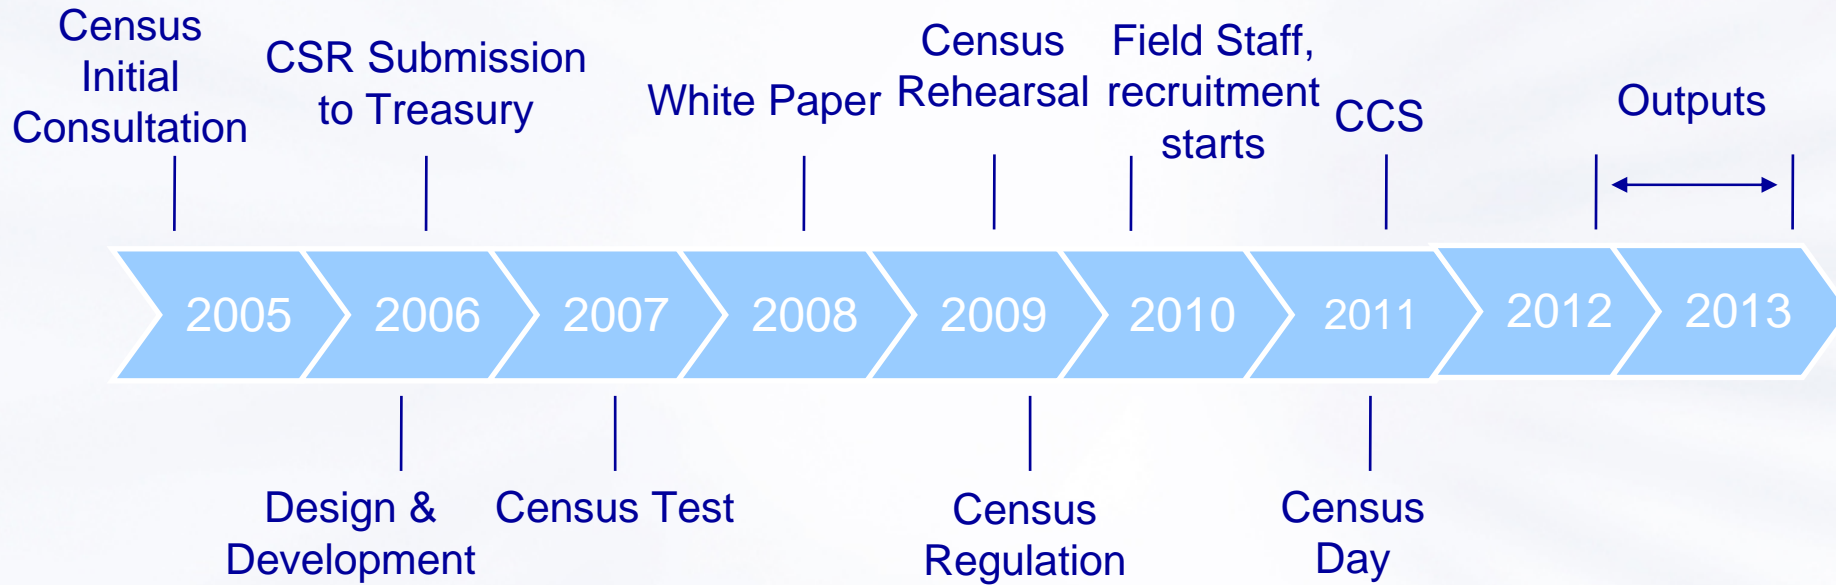 Census
Initial
Consultation
CSR Submission
to Treasury
White Paper
Census
Rehearsal
Field Staff,
recruitment
starts
CCS
Outputs
2005
2006
2007
2008
2009
2010
2011
2012
2013
Design &
Development
Census Test
Census
Regulation
Census
Day